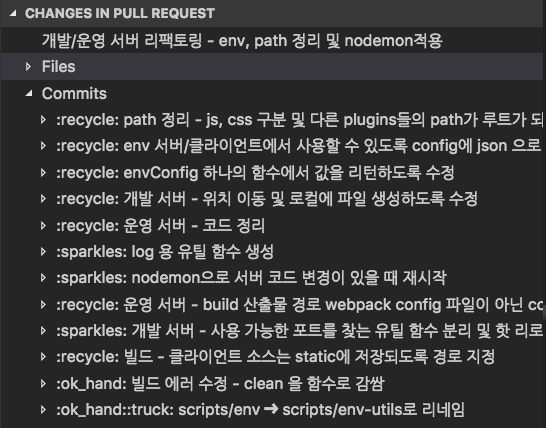 CHANGES IN PULL REQUEST
개발/운영 서버 리팩토링 - env, path 정리 및 nodemon적용
Files
Commits
:recycle: path 정리 - js, css 구분 및 다른 plugins들의 path가 루트가 되
:recycle: env 서버/클라이언트에서 사용할 수 있도록 config에 json 으로
:recycle: envConfig 하나의 함수에서 값을 리턴하도록 수정
:recycle: 개발 서버 - 위치 이동 및 로컬에 파일 생성하도록 수정
:recycle: 운영 서버 - 코드 정리
:sparkles: log 용 유틸 함수 생성
:sparkles: nodemon으로 서버 코드 변경이 있을 때 재시작
:recycle: 운영 서버 - build 산출물 경로 webpack config 파일이 아닌 co
:sparkles: 개발 서버 - 사용 가능한 포트를 찾는 유틸 함수 분리 및 핫 리로
:recycle: 빌드 - 클라이언트 소스는 static에 저장되도록 경로 지정
:ok_hand: 빌드 에러 수정 - clean 을 함수로 감쌈
:ok_hand::truck: scripts/env ➜ scripts/env-utils로 리네임